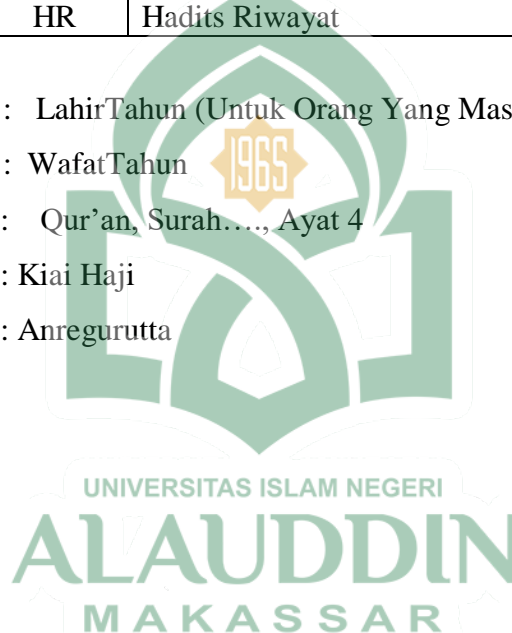 HR Hadits Riwayat
: LahirTahun (Untuk Orang Yang Mas
1965
: WafatTahun
: Qur’an, Surah…., Ayat 4
: Kiai Haji
: Anregurutta
UNIVERSITAS ISLAM NEGERI
ALAUDDIN
MAKASSAR